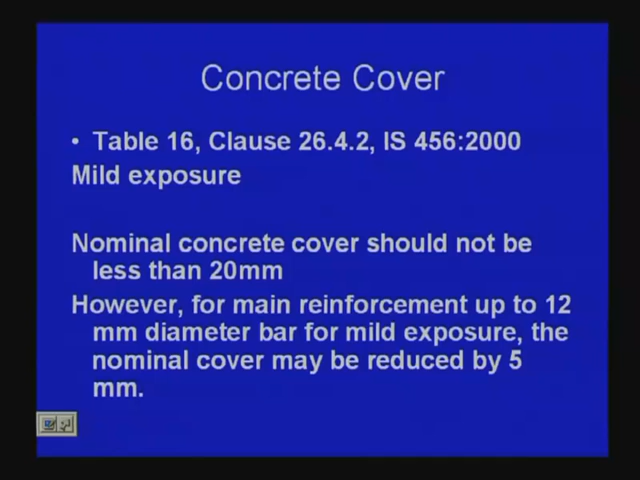 Concrete Cover
• Table 16, Clause 26.4.2, IS 456:2000
Mild exposure
Nominal concrete cover should not be
less than 20mm
However, for main reinforcement up to 12
mm diameter bar for mild exposure, the
nominal cover may be reduced by 5
mm.